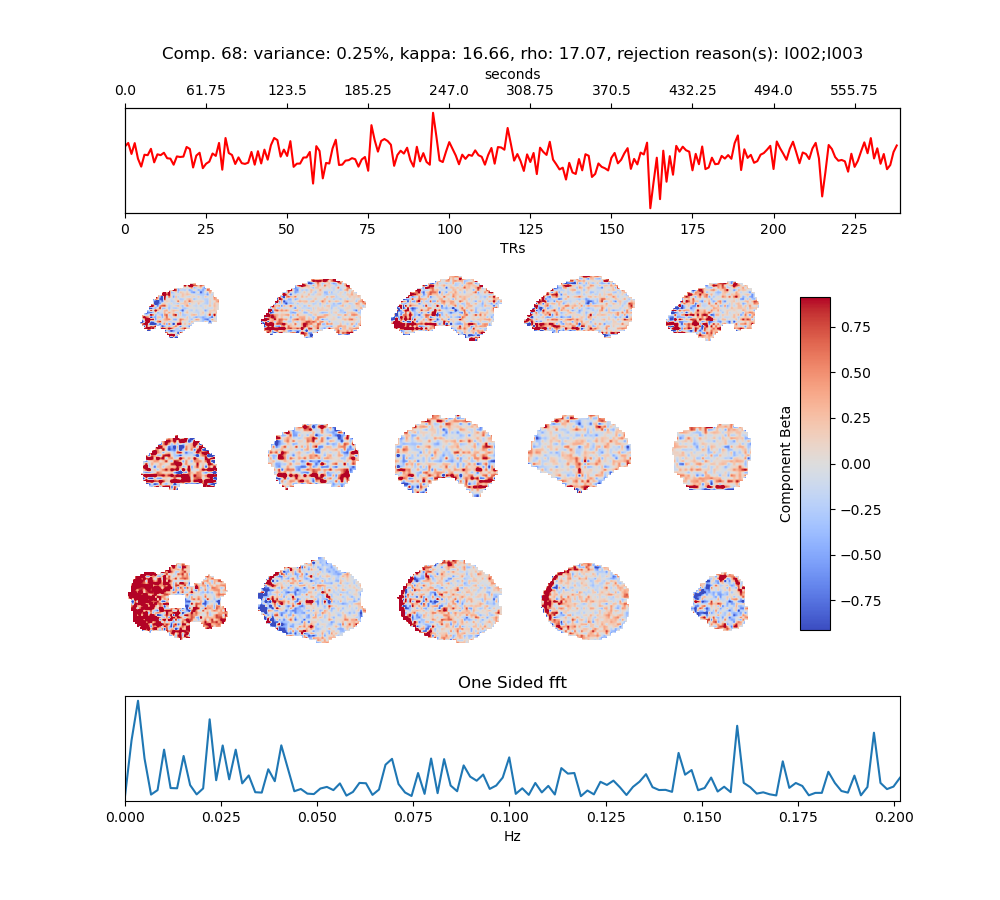 Comp. 68: variance: 0.25%, kappa: 16.66, rho: 17.07, rejection reason(s): I002;I003
seconds
0.0 61.75 123.5 185.25 247.0 308.75 370.5 432.25 494.0 555.75
0 25 50 75 100 125 150 175 200 225
TRs
0.75
0.50
0.25
0.00
−0.25
−0.50
−0.75
Component Beta
One Sided fft
0.000 0.025 0.050 0.075 0.100 0.125 0.150 0.175 0.200
Hz